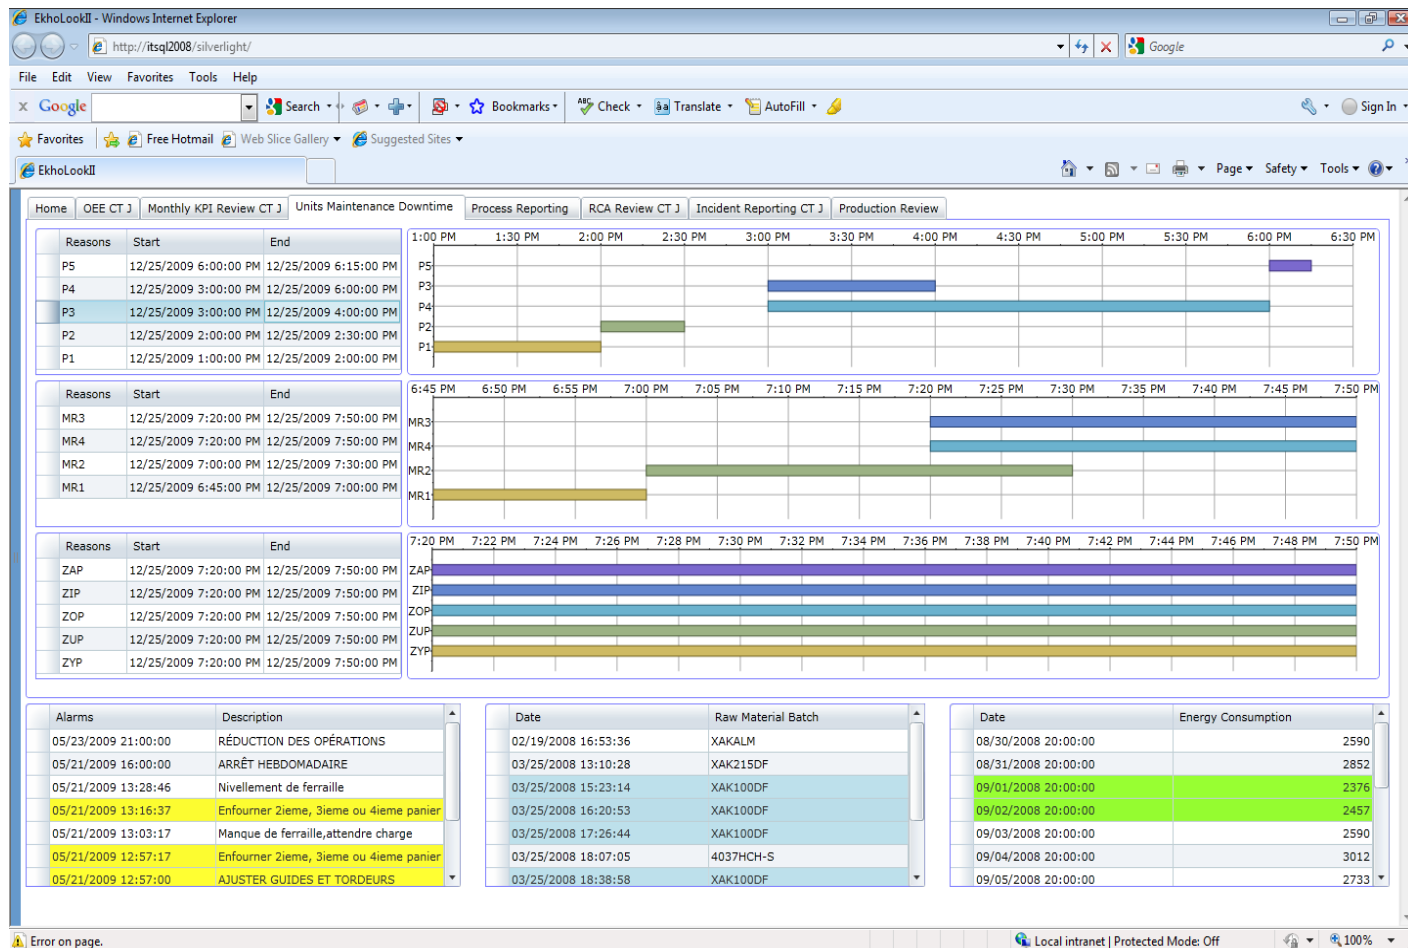 EkhoLookII - Windows Internet Explorer
http://itsql2008/silverlight/
Google
File Edit View Favorites Tools Help
x Google Search Bookmarks ABC Check åa Translate AutoFill Sign In
Favorites Free Hotmail Web Slice Gallery Suggested Sites
EkhoLookII Page Safety Tools
Home OEE CT J Monthly KPI Review CT J Units Maintenance Downtime Process Reporting RCA Review CT J Incident Reporting CT J Production Review
Reasons Start End
P5 12/25/2009 6:00:00 PM 12/25/2009 6:15:00 PM
P4 12/25/2009 3:00:00 PM 12/25/2009 6:00:00 PM
P3 12/25/2009 3:00:00 PM 12/25/2009 4:00:00 PM
P2 12/25/2009 2:00:00 PM 12/25/2009 2:30:00 PM
P1 12/25/2009 1:00:00 PM 12/25/2009 2:00:00 PM
1:00 PM 1:30 PM 2:00 PM 2:30 PM 3:00 PM 3:30 PM 4:00 PM 4:30 PM 5:00 PM 5:30 PM 6:00 PM 6:30 PM
P5
P3
P4
P2
P1
Reasons Start End
MR3 12/25/2009 7:20:00 PM 12/25/2009 7:50:00 PM
MR4 12/25/2009 7:20:00 PM 12/25/2009 7:50:00 PM
MR2 12/25/2009 7:00:00 PM 12/25/2009 7:30:00 PM
MR1 12/25/2009 6:45:00 PM 12/25/2009 7:00:00 PM
6:45 PM 6:50 PM 6:55 PM 7:00 PM 7:05 PM 7:10 PM 7:15 PM 7:20 PM 7:25 PM 7:30 PM 7:35 PM 7:40 PM 7:45 PM 7:50 PM
MR3
MR4
MR2
MR1
Reasons Start End
ZAP 12/25/2009 7:20:00 PM 12/25/2009 7:50:00 PM
ZIP 12/25/2009 7:20:00 PM 12/25/2009 7:50:00 PM
ZOP 12/25/2009 7:20:00 PM 12/25/2009 7:50:00 PM
ZUP 12/25/2009 7:20:00 PM 12/25/2009 7:50:00 PM
ZYP 12/25/2009 7:20:00 PM 12/25/2009 7:50:00 PM
7:20 PM 7:22 PM 7:24 PM 7:26 PM 7:28 PM 7:30 PM 7:32 PM 7:34 PM 7:36 PM 7:38 PM 7:40 PM 7:42 PM 7:44 PM 7:46 PM 7:48 PM 7:50 PM
ZAP
ZIP
ZOP
ZUP
ZYP
Alarms Description
05/23/2009 21:00:00 RÉDUCTION DES OPÉRATIONS
05/21/2009 16:00:00 ARRÊT HEBDOMADAIRE
05/21/2009 13:28:46 Nivellement de ferraille
05/21/2009 13:16:37 Enfourner 2ieme, 3ieme ou 4ieme panier
05/21/2009 13:03:17 Manque de ferraille,attendre charge
05/21/2009 12:57:17 Enfourner 2ieme, 3ieme ou 4ieme panier
05/21/2009 12:57:00 AJUSTER GUIDES ET TORDEURS
Date Raw Material Batch
02/19/2008 16:53:36 XAKALM
03/25/2008 13:10:28 XAK215DF
03/25/2008 15:23:14 XAK100DF
03/25/2008 16:20:53 XAK100DF
03/25/2008 17:26:44 XAK100DF
03/25/2008 18:07:05 4037HCH-S
03/25/2008 18:38:58 XAK100DF
Date Energy Consumption
08/30/2008 20:00:00 2590
08/31/2008 20:00:00 2852
09/01/2008 20:00:00 2376
09/02/2008 20:00:00 2457
09/03/2008 20:00:00 2590
09/04/2008 20:00:00 3012
09/05/2008 20:00:00 2733
Error on page. Local intranet | Protected Mode: Off 100%